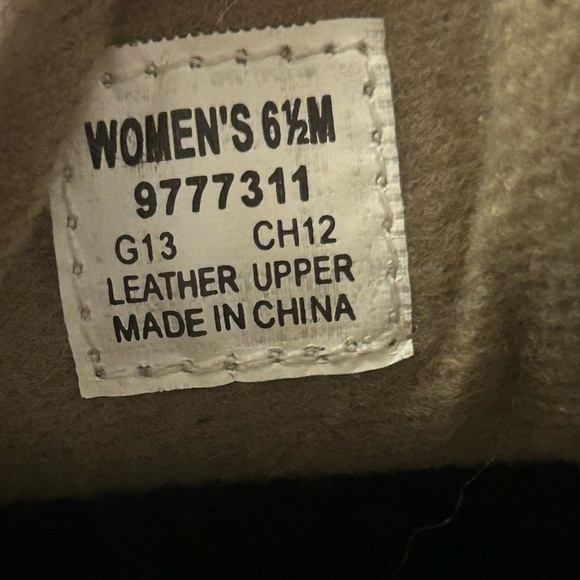 WOMEN'S 6½M
9777311
G13 CH12
LEATHER UPPER
MADE IN CHINA